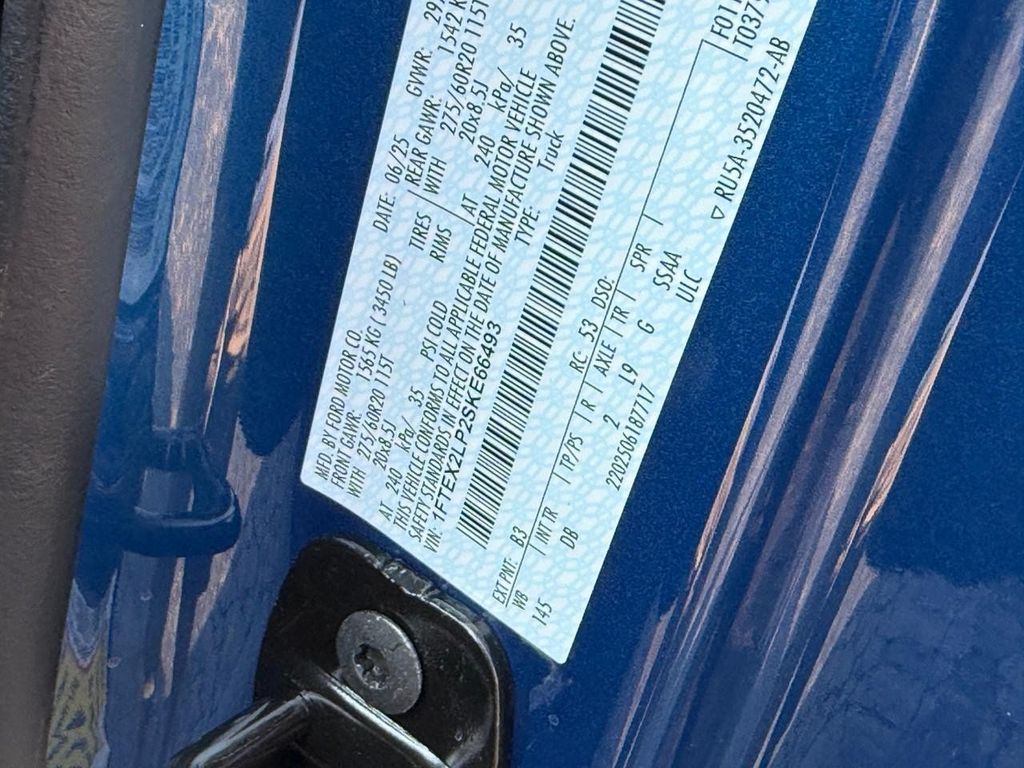 MFD. BY FORD MOTOR CO.
DATE: 06/25
GVWR:
FRONT GAWR: 1565 KG ( 3450 LB)
REAR GAWR: 1542 K
WITH 275/60R20 115T TIRES WITH 275/60R20 115T
20x8.5J RIMS 20x8.5J
AT 240 kPa/ 35 PSI COLD AT 240 kPa/ 35
THIS VEHICLE CONFORMS TO ALL APPLICABLE FEDERAL MOTOR VEHICLE
SAFETY STANDARDS IN EFFECT ON THE DATE OF MANUFACTURE SHOWN ABOVE.
VIN: 1FTEX2LP2SKE66493
TYPE: Truck
EXT PNT: B3 RC: 53 DSO:
WB INT TR TP/PS R AXLE TR SPR
145 DB 2 L9 G SSAA
2202506187717 ULC
▽ RU5A-3520472-AB